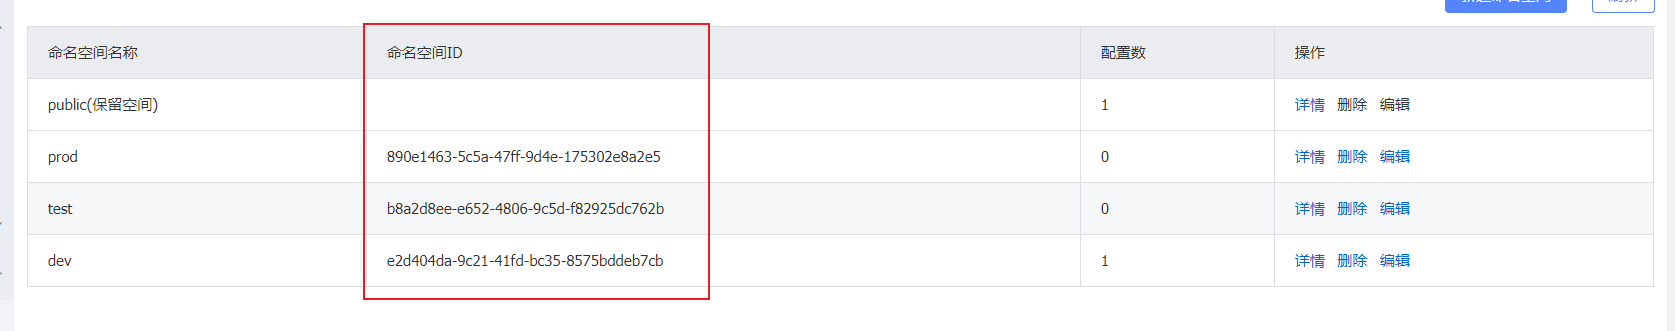 命名空间名称 命名空间ID 配置数 操作
public(保留空间) 1 详情 删除 编辑
prod 890e1463-5c5a-47ff-9d4e-175302e8a2e5 0 详情 删除 编辑
test b8a2d8ee-e652-4806-9c5d-f82925dc762b 0 详情 删除 编辑
dev e2d404da-9c21-41fd-bc35-8575bddeb7cb 1 详情 删除 编辑